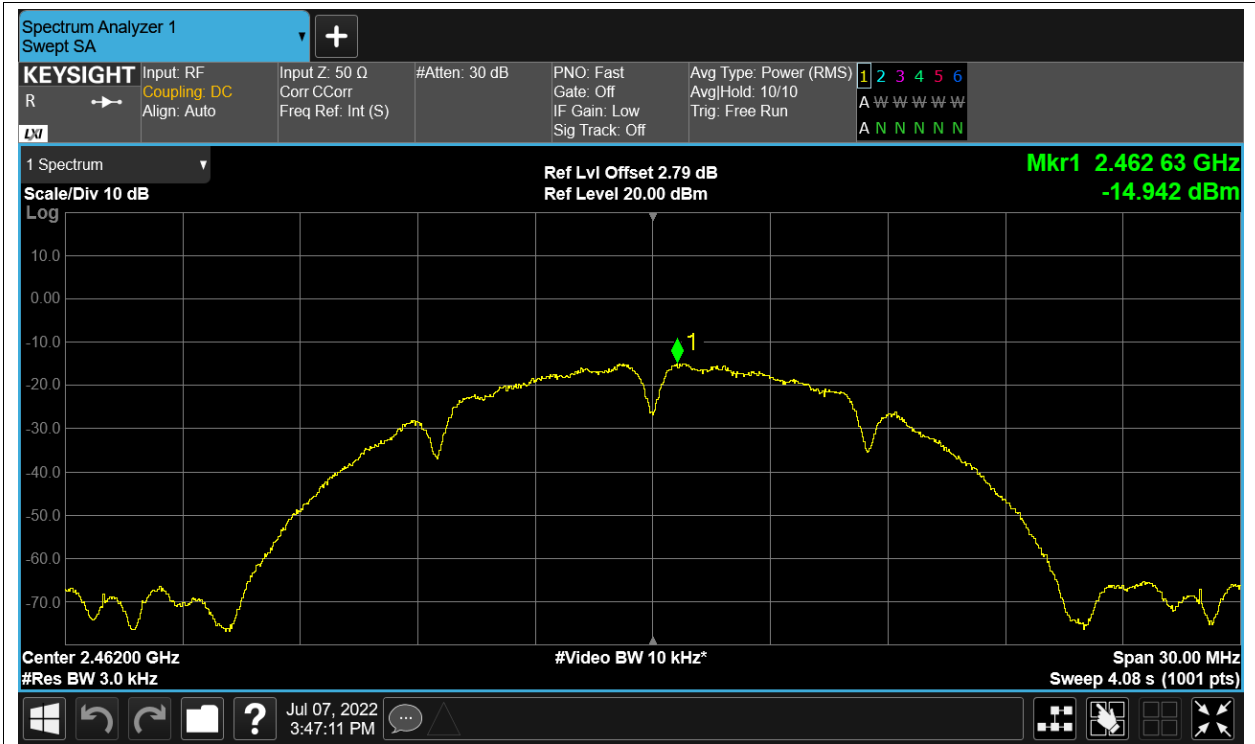 Spectrum Analyzer 1
Swept SA
+
KEYSIGHT
R
LXI
Input: RF
Coupling: DC
Align: Auto
Input Z: 50 Ω
Corr CCorr
Freq Ref: Int (S)
#Atten: 30 dB
PNO: Fast
Gate: Off
IF Gain: Low
Sig Track: Off
Avg Type: Power (RMS)
Avg|Hold: 10/10
Trig: Free Run
1 2 3 4 5 6
A W W W W W
A N N N N N
1 Spectrum
Scale/Div 10 dB
Log
Ref Lvl Offset 2.79 dB
Ref Level 20.00 dBm
Mkr1 2.462 63 GHz
-14.942 dBm
10.0
0.00
-10.0
1
-20.0
-30.0
-40.0
-50.0
-60.0
-70.0
Center 2.46200 GHz
#Res BW 3.0 kHz
#Video BW 10 kHz*
Span 30.00 MHz
Sweep 4.08 s (1001 pts)
?
Jul 07, 2022
3:47:11 PM